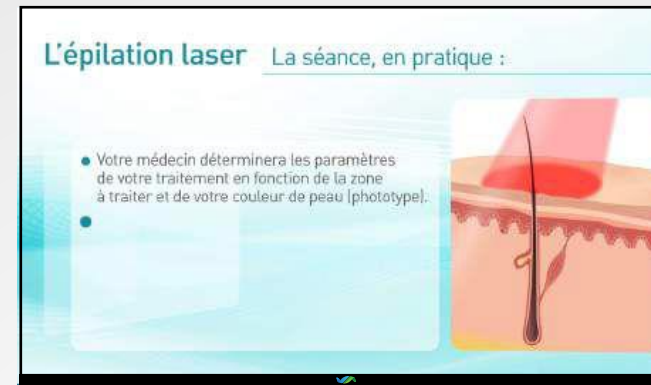 L'épilation laser La séance, en pratique :
Votre médecin déterminera les paramètres
de votre traitement en fonction de la zone
à traiter et de votre couleur de peau (phototype).